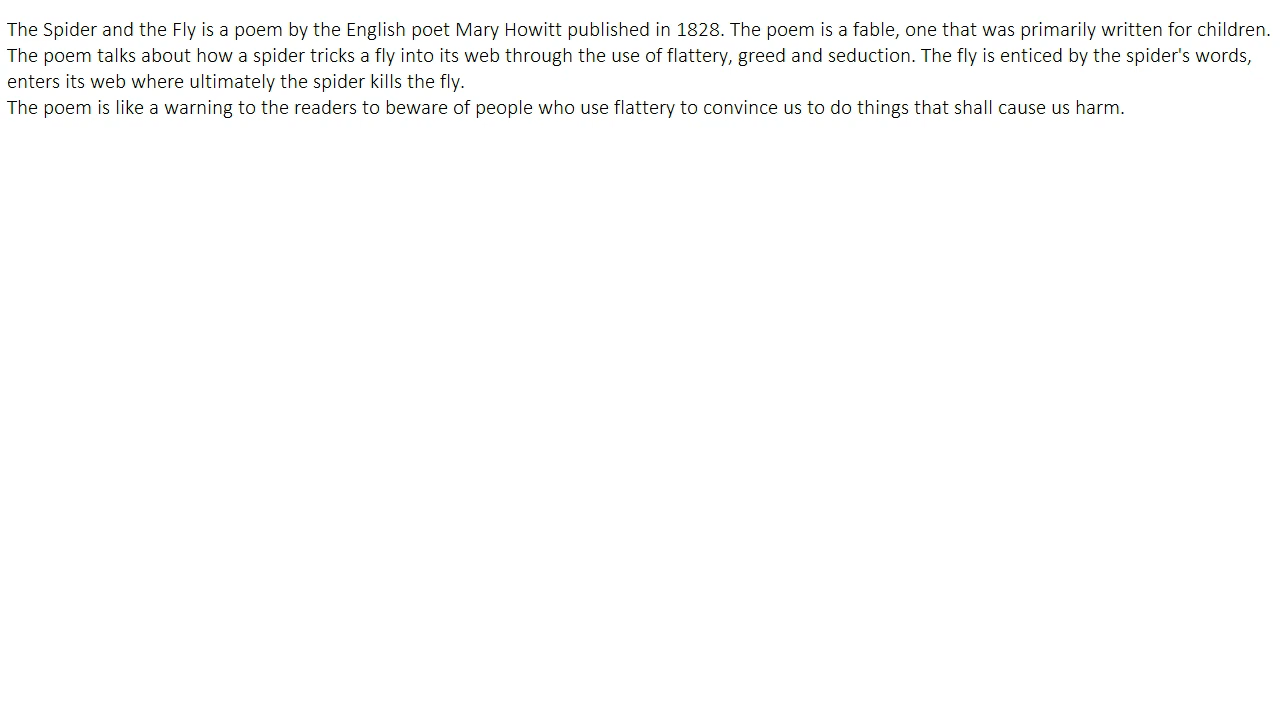 The Spider and the Fly is a poem by the English poet Mary Howitt published in 1828. The poem is a fable, one that was primarily written for children.
The poem talks about how a spider tricks a fly into its web through the use of flattery, greed and seduction. The fly is enticed by the spider's words,
enters its web where ultimately the spider kills the fly.
The poem is like a warning to the readers to beware of people who use flattery to convince us to do things that shall cause us harm.